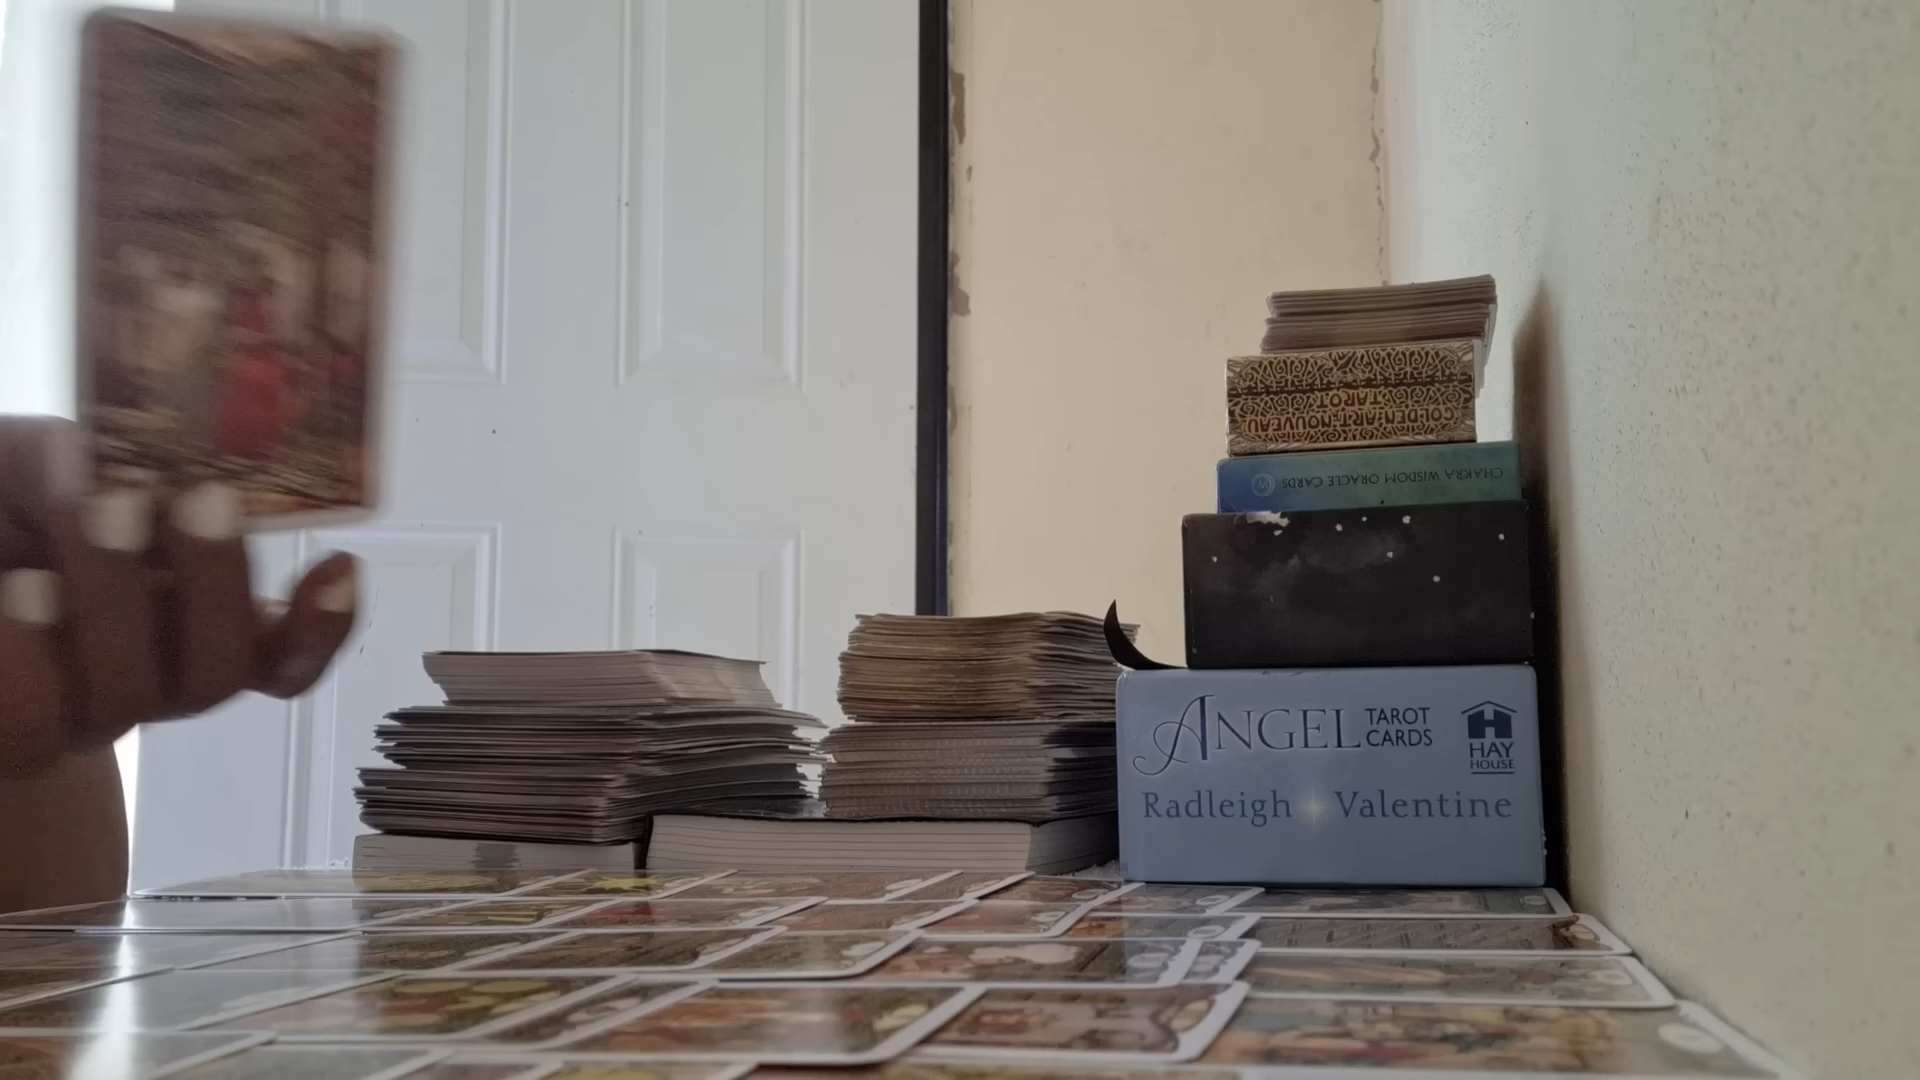 GOLDEN ART NOUVEAU
TAROT
CHAKRA WISDOM ORACLE CARDS
ANGEL TAROT
CARDS
HAY
HOUSE
Radleigh Valentine